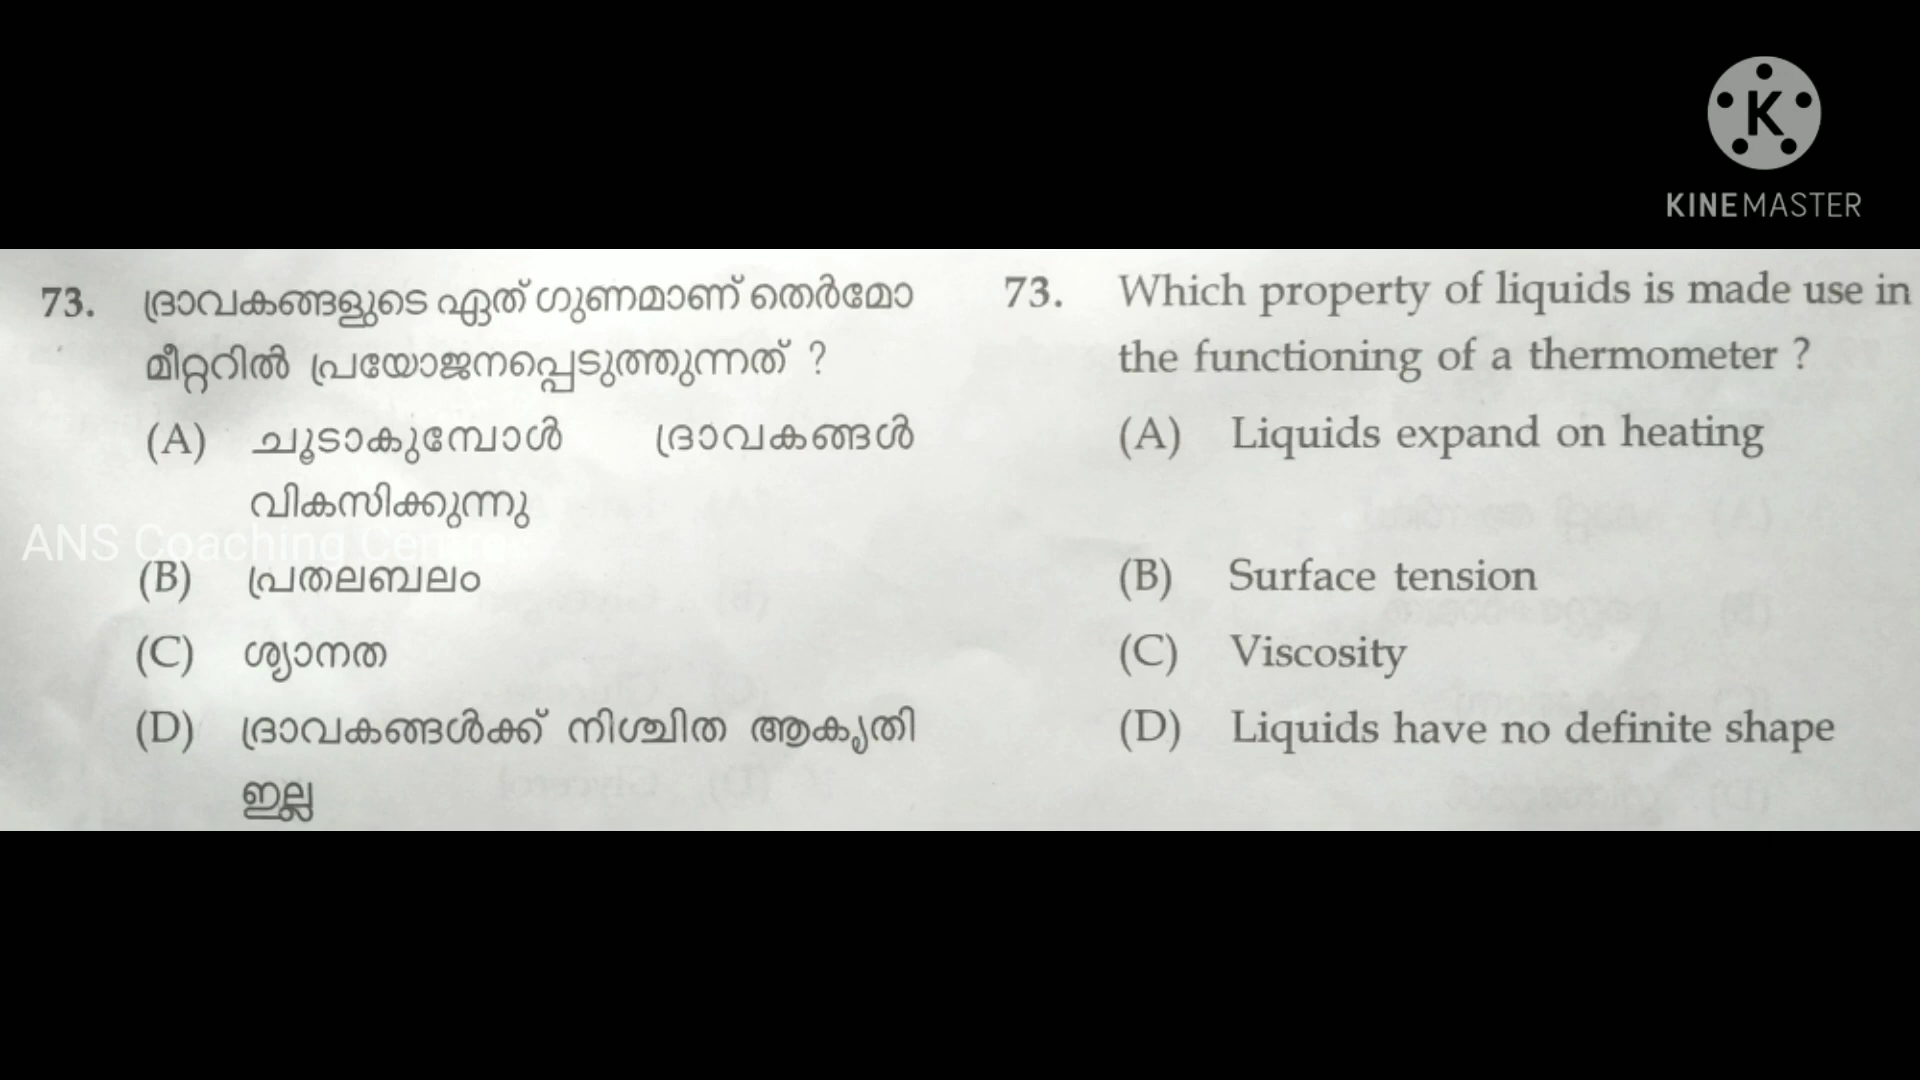 KINEMASTER
73. ദ്രാവകങ്ങളുടെ ഏത് ഗുണമാണ് തെർമോ
മീറ്ററിൽ പ്രയോജനപ്പെടുത്തുന്നത് ?
(A) ചൂടാകുമ്പോൾ ദ്രാവകങ്ങൾ
വികസിക്കുന്നു
ANS Coaching Centre
(B) പ്രതലബലം
(C) ശ്യാനത
(D) ദ്രാവകങ്ങൾക്ക് നിശ്ചിത ആകൃതി
ഇല്ല
73. Which property of liquids is made use in
the functioning of a thermometer ?
(A) Liquids expand on heating
(B) Surface tension
(C) Viscosity
(D) Liquids have no definite shape